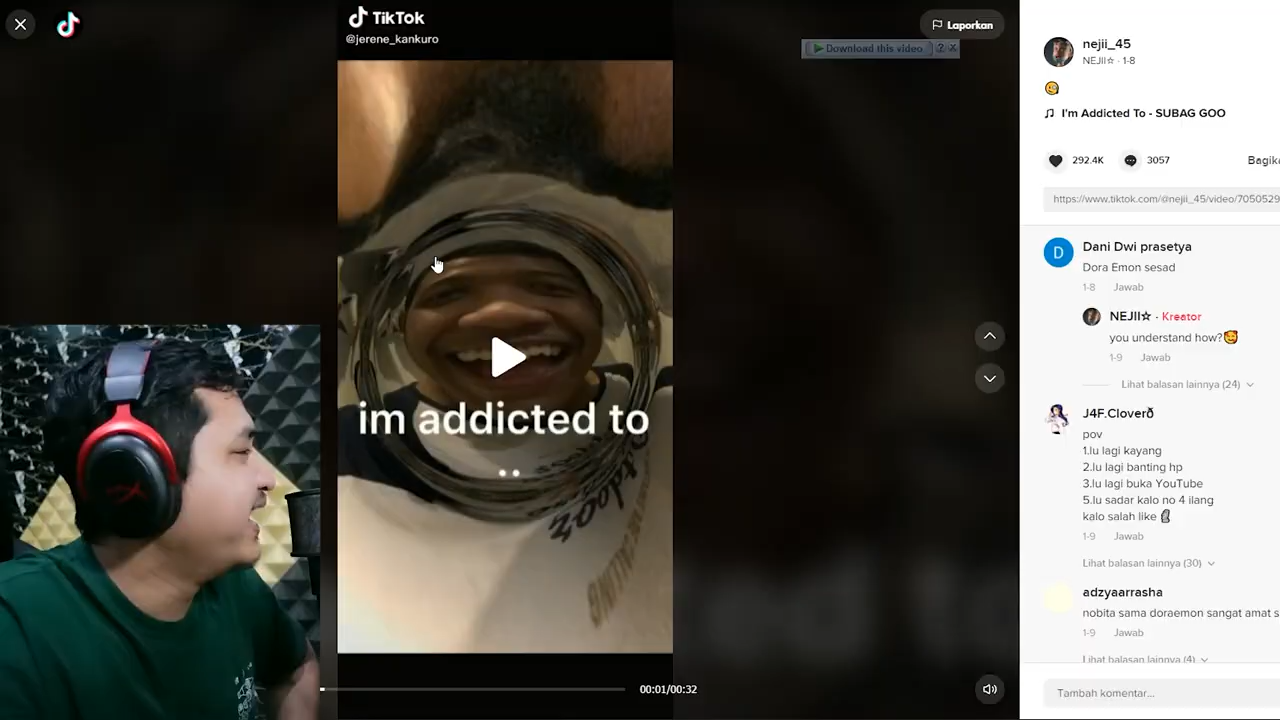 TikTok
@jerene_kankuro
Laporkan
Download this video
? X
im addicted to
..
00:01/00:32
nejii_45
NEJII☆ · 1-8
I'm Addicted To - SUBAG GOO
292.4K
3057
https://www.tiktok.com/@nejii_45/video/7050529
Dani Dwi prasetya
D
Dora Emon sesad
1-8 Jawab
NEJII☆ · Kreator
you understand how?🥰
1-9 Jawab
Lihat balasan lainnya (24)
J4F.Cloverð
pov
1.lu lagi kayang
2.lu lagi banting hp
3.lu lagi buka YouTube
5.lu sadar kalo no 4 ilang
kalo salah like
1-9 Jawab
Lihat balasan lainnya (30)
adzyaarrasha
nobita sama doraemon sangat amat s
1-9 Jawab
Lihat balasan lainnya (4)
Tambah komentar...